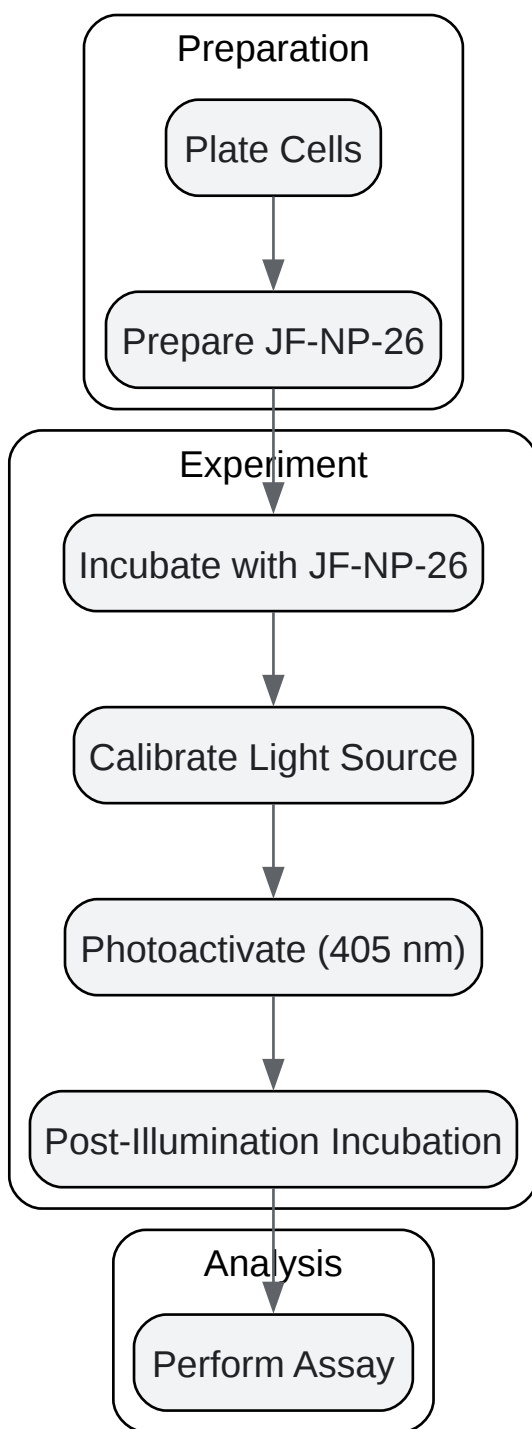 Preparation
Plate Cells
Prepare JF-NP-26
Experiment
Incubate with JF-NP-26
Calibrate Light Source
Photoactivate (405 nm)
Post-Illumination Incubation
Analysis
Perform Assay